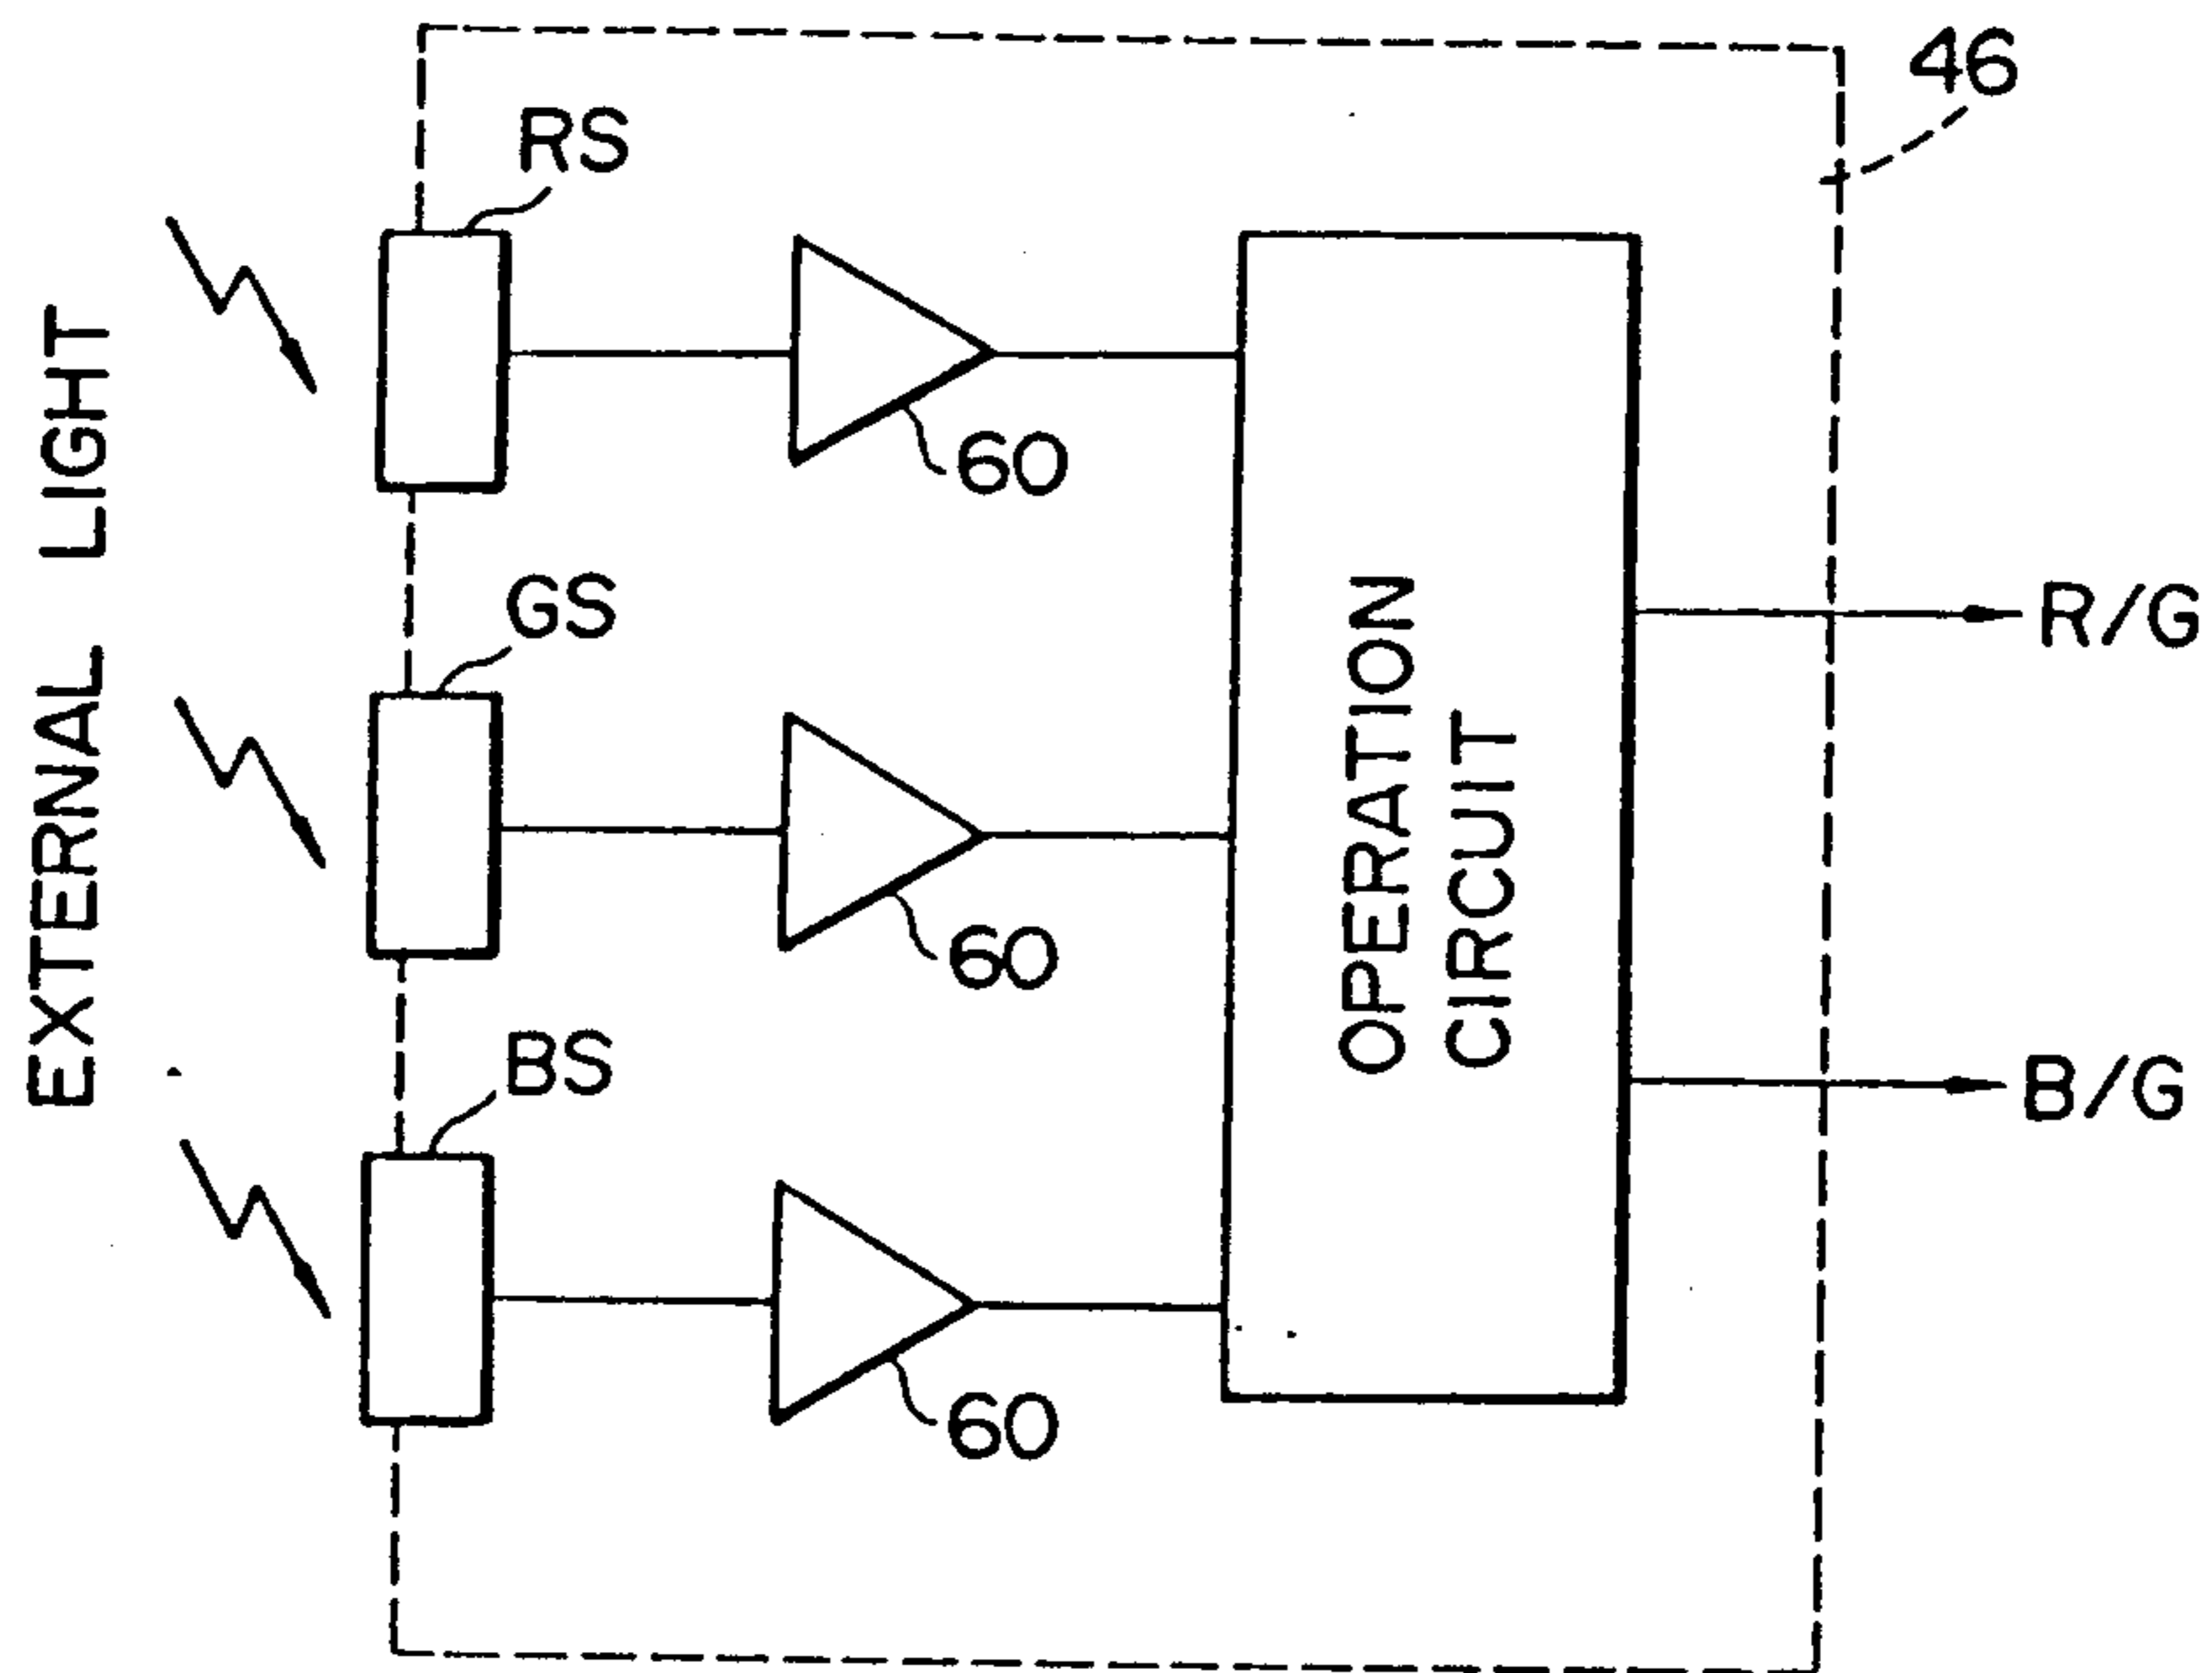 46
RS
EXTERNAL LIGHT
60
GS
R/G
OPERATION
CIRCUIT
60
BS
B/G
60